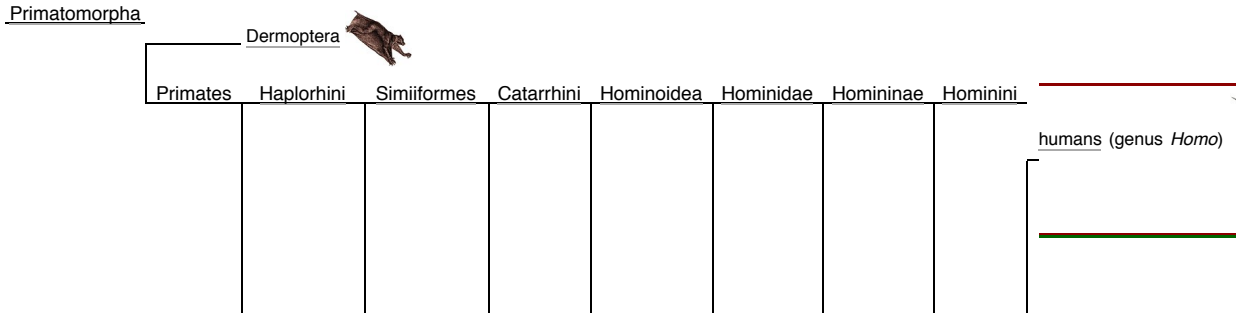 Primatomorpha
Dermoptera
Primates Haplorhini Simiiformes Catarrhini Hominoidea Hominidae Homininae Hominini
humans (genus Homo)